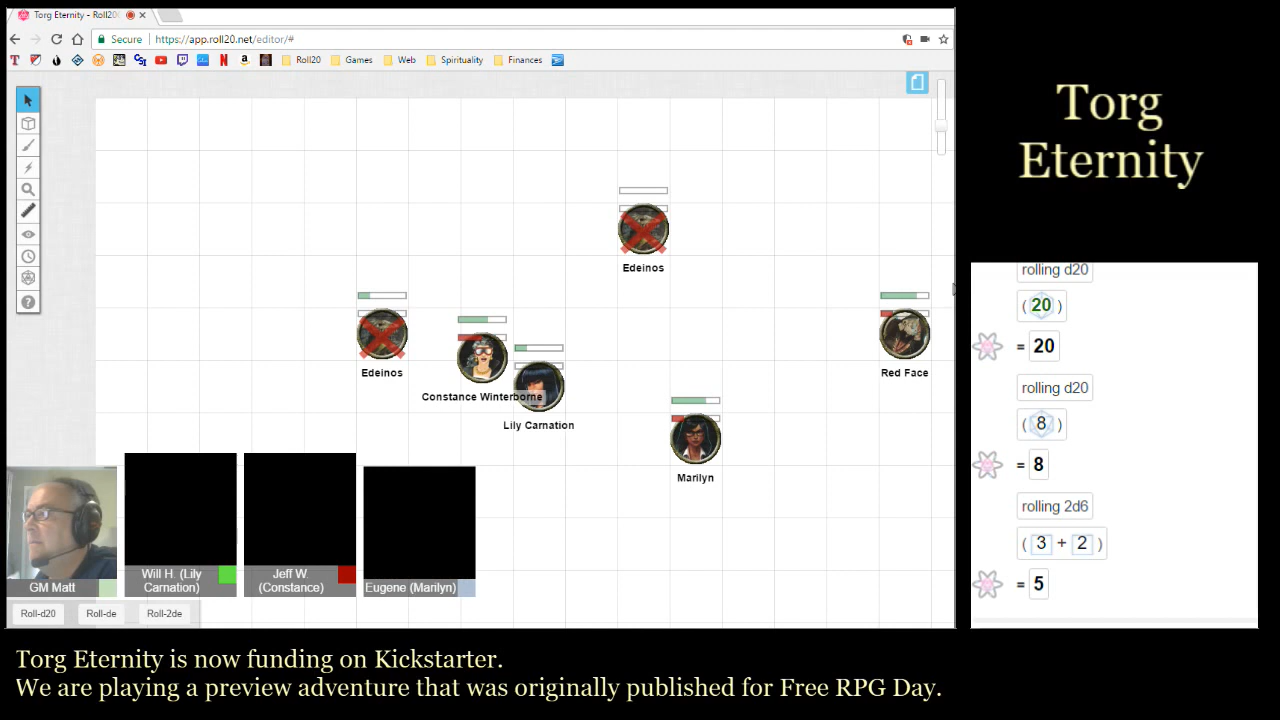 Torg Eternity - Roll20
Secure
https://app.roll20.net/editor/#
Roll20
Games
Web
Spirituality
Finances
Torg
Eternity
Edeinos
Edeinos
Constance Winterborne
Lily Carnation
Marilyn
Red Face
rolling d20
( 20 )
= 20
rolling d20
( 8 )
= 8
rolling 2d6
( 3 + 2 )
= 5
GM Matt
Will H. (Lily
Carnation)
Jeff W.
(Constance)
Eugene (Marilyn)
Roll-d20
Roll-de
Roll-2de
Torg Eternity is now funding on Kickstarter.
We are playing a preview adventure that was originally published for Free RPG Day.